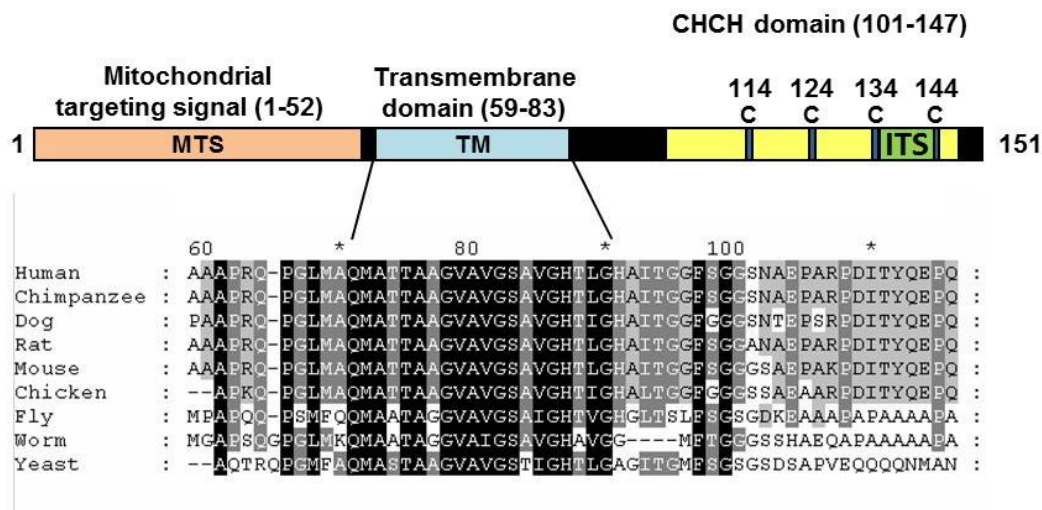 CHCH domain (101-147)
Mitochondrial targeting signal (1-52)
Transmembrane domain (59-83)
114 124 134 144
C C C C
1 MTS TM ITS 151
60 * 80 * 100 *
Human : AAAPRQ-PGLMAQMATTAAGVAVGSAVGHTLGHAITGGFSGGSNAEPARPDITYQEPQ :
Chimpanzee : AAAPRQ-PGLMAQMATTAAGVAVGSAVGHTLGHAITGGFSGGSNAEPARPDITYQEPQ :
Dog : PAAPRQ-PGLMAQMATTAAGVAVGSAVGHTIGHAITGGFGGGSNTEPSRPDITYQEPQ :
Rat : AAAPRQ-PGLMAQMATTAAGVAVGSAVGHTLGHAITGGFSGGANAEPARPDITYQEPQ :
Mouse : AAAPRQ-PGLMAQMATTAAGVAVGSAVGHTIGHAITGGFSGGGSAEPAKPDITYQEPQ :
Chicken : --APKQ-PGLMAQMATTAAGVAVGSAVGHTIGHALTGGFGGGSSAEAARPDITYQEPQ :
Fly : MPAPQQ-PSMFQQMAATAGGVAVGSAIGHTVGHGLTSLFSGSGDKEAAAPAPAAAAPA :
Worm : MGAPSQGPGLMKQMAATAGGVAIGSAVGHAVGG----MFTGGGSSHAEQAPAAAAAPA :
Yeast : --AQTRQPGMFAQMASTAAGVAVGSTIGHTLGAGITGMFSGSGSDSAPVEQQQQNMAN :